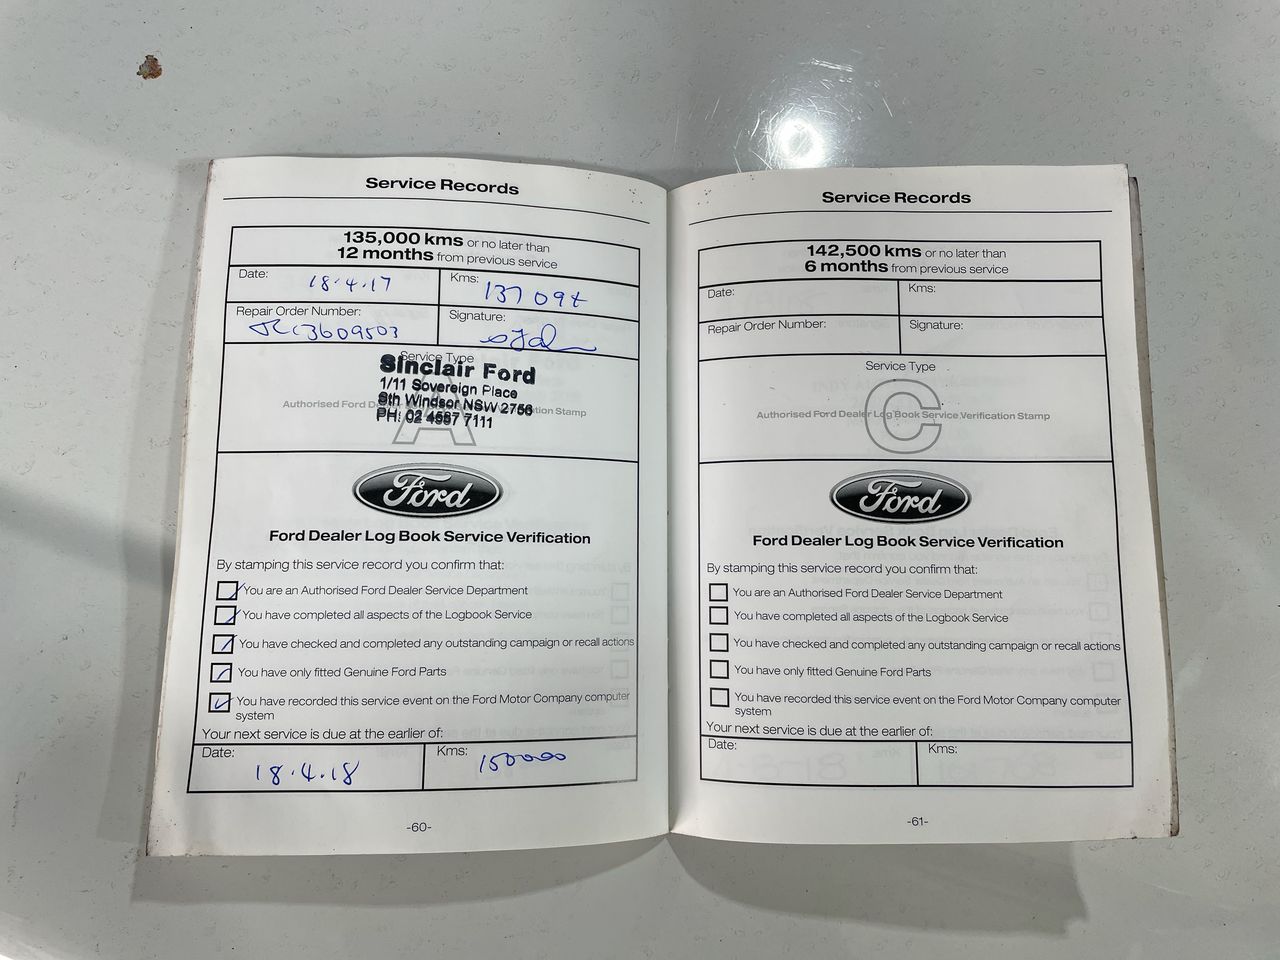 Service Records
135,000 kms or no later than
12 months from previous service
Date: 18.4.17
Kms:
Repair Order Number:
Signature:
Service Type
A
Authorised Ford Dealer Log Book Service Verification Stamp
Sinclair Ford
1/11 Sovereign Place
Sth Windsor NSW 2756
PH: 02 4587 7111
Ford
Ford Dealer Log Book Service Verification
By stamping this service record you confirm that:
You are an Authorised Ford Dealer Service Department
You have completed all aspects of the Logbook Service
You have checked and completed any outstanding campaign or recall actions
You have only fitted Genuine Ford Parts
You have recorded this service event on the Ford Motor Company computer
system
Your next service is due at the earlier of:
Date: 18.4.18
Kms: 150000
-60-
Service Records
142,500 kms or no later than
6 months from previous service
Date:
Kms:
Repair Order Number:
Signature:
Service Type
C
Authorised Ford Dealer Log Book Service Verification Stamp
Ford
Ford Dealer Log Book Service Verification
By stamping this service record you confirm that:
You are an Authorised Ford Dealer Service Department
You have completed all aspects of the Logbook Service
You have checked and completed any outstanding campaign or recall actions
You have only fitted Genuine Ford Parts
You have recorded this service event on the Ford Motor Company computer
system
Your next service is due at the earlier of:
Date:
Kms:
-61-